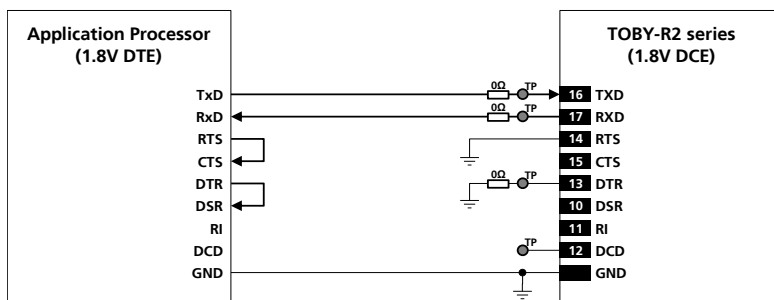 Application Processor
(1.8V DTE)
TOBY-R2 series
(1.8V DCE)
TxD 0Ω TP 16 TXD
RxD 0Ω TP 17 RXD
RTS 14 RTS
CTS 15 CTS
DTR 0Ω TP 13 DTR
DSR 10 DSR
RI 11 RI
DCD TP 12 DCD
GND GND